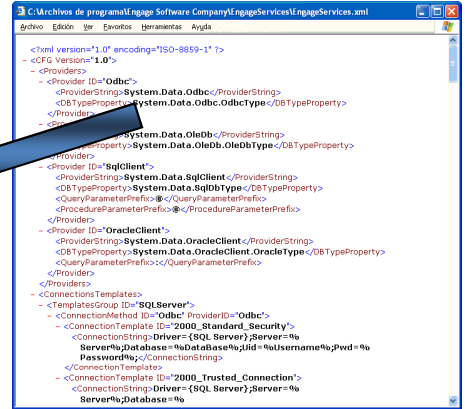 C:\Archivos de programa\Engage Software Company\EngageServices\EngageServices.xml
Archivo Edición Ver Favoritos Herramientas Ayuda
<?xml version="1.0" encoding="ISO-8859-1" ?>
- <CFG Version="1.0">
- <Providers>
- <Provider ID="Odbc">
<ProviderString>System.Data.Odbc</ProviderString>
<DBTypeProperty>System.Data.Odbc.OdbcType</DBTypeProperty>
</Provider>
- <Pro
System.Data.OleDb</ProviderString>
Property>System.Data.OleDb.OleDbType</DBTypeProperty>
</Provider>
- <Provider ID="SqlClient">
<ProviderString>System.Data.SqlClient</ProviderString>
<DBTypeProperty>System.Data.SqlDbType</DBTypeProperty>
<QueryParameterPrefix>@</QueryParameterPrefix>
<ProcedureParameterPrefix>@</ProcedureParameterPrefix>
</Provider>
- <Provider ID="OracleClient">
<ProviderString>System.Data.OracleClient</ProviderString>
<DBTypeProperty>System.Data.OracleClient.OracleType</DBTypeProperty>
<QueryParameterPrefix>:</QueryParameterPrefix>
</Provider>
</Providers>
- <ConnectionsTemplates>
- <TemplatesGroup ID="SQLServer">
- <ConnectionMethod ID="Odbc" ProviderID="Odbc">
- <ConnectionTemplate ID="2000_Standard_Security">
<ConnectionString>Driver={SQL Server};Server=%
Server%;Database=%DataBase%;Uid=%Username%;Pwd=%
Password%;</ConnectionString>
</ConnectionTemplate>
- <ConnectionTemplate ID="2000_Trusted_Connection">
<ConnectionString>Driver={SQL Server};Server=%
Server%;Database=%